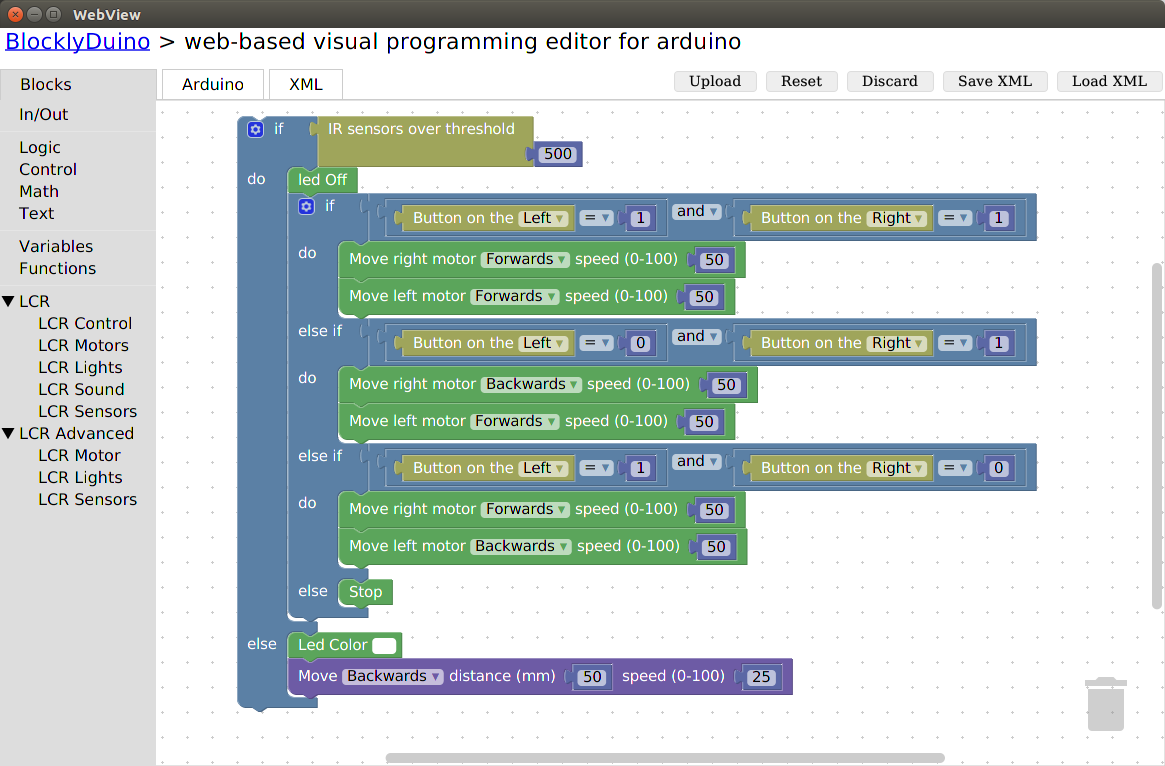 WebView
BlocklyDuino > web-based visual programming editor for arduino
Blocks
Arduino XML Upload Reset Discard Save XML Load XML
In/Out
Logic
Control
Math
Text
Variables
Functions
LCR
LCR Control
LCR Motors
LCR Lights
LCR Sound
LCR Sensors
LCR Advanced
LCR Motor
LCR Lights
LCR Sensors
if IR sensors over threshold
500
do led Off
if Button on the Left = 1 and Button on the Right = 1
do Move right motor Forwards speed (0-100) 50
Move left motor Forwards speed (0-100) 50
else if Button on the Left = 0 and Button on the Right = 1
do Move right motor Backwards speed (0-100) 50
Move left motor Forwards speed (0-100) 50
else if Button on the Left = 1 and Button on the Right = 0
do Move right motor Forwards speed (0-100) 50
Move left motor Backwards speed (0-100) 50
else Stop
else Led Color
Move Backwards distance (mm) 50 speed (0-100) 25